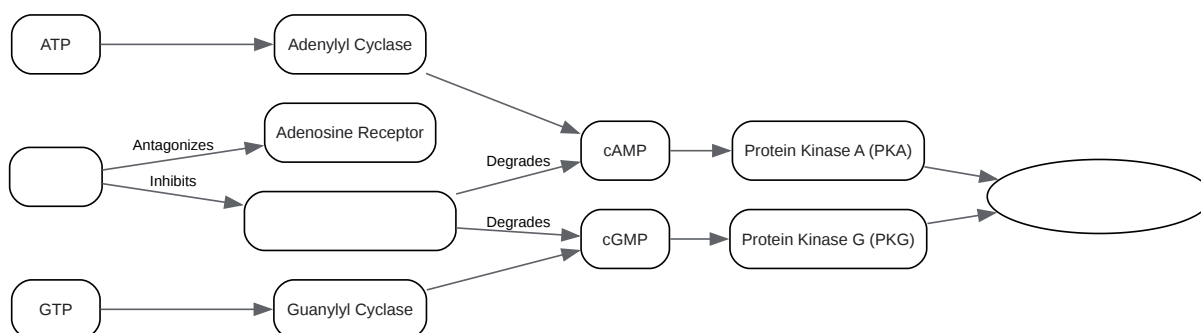 ATP
Adenylyl Cyclase
Antagonizes
Adenosine Receptor
Inhibits
Degrades
Degrades
cAMP
Protein Kinase A (PKA)
cGMP
Protein Kinase G (PKG)
GTP
Guanylyl Cyclase